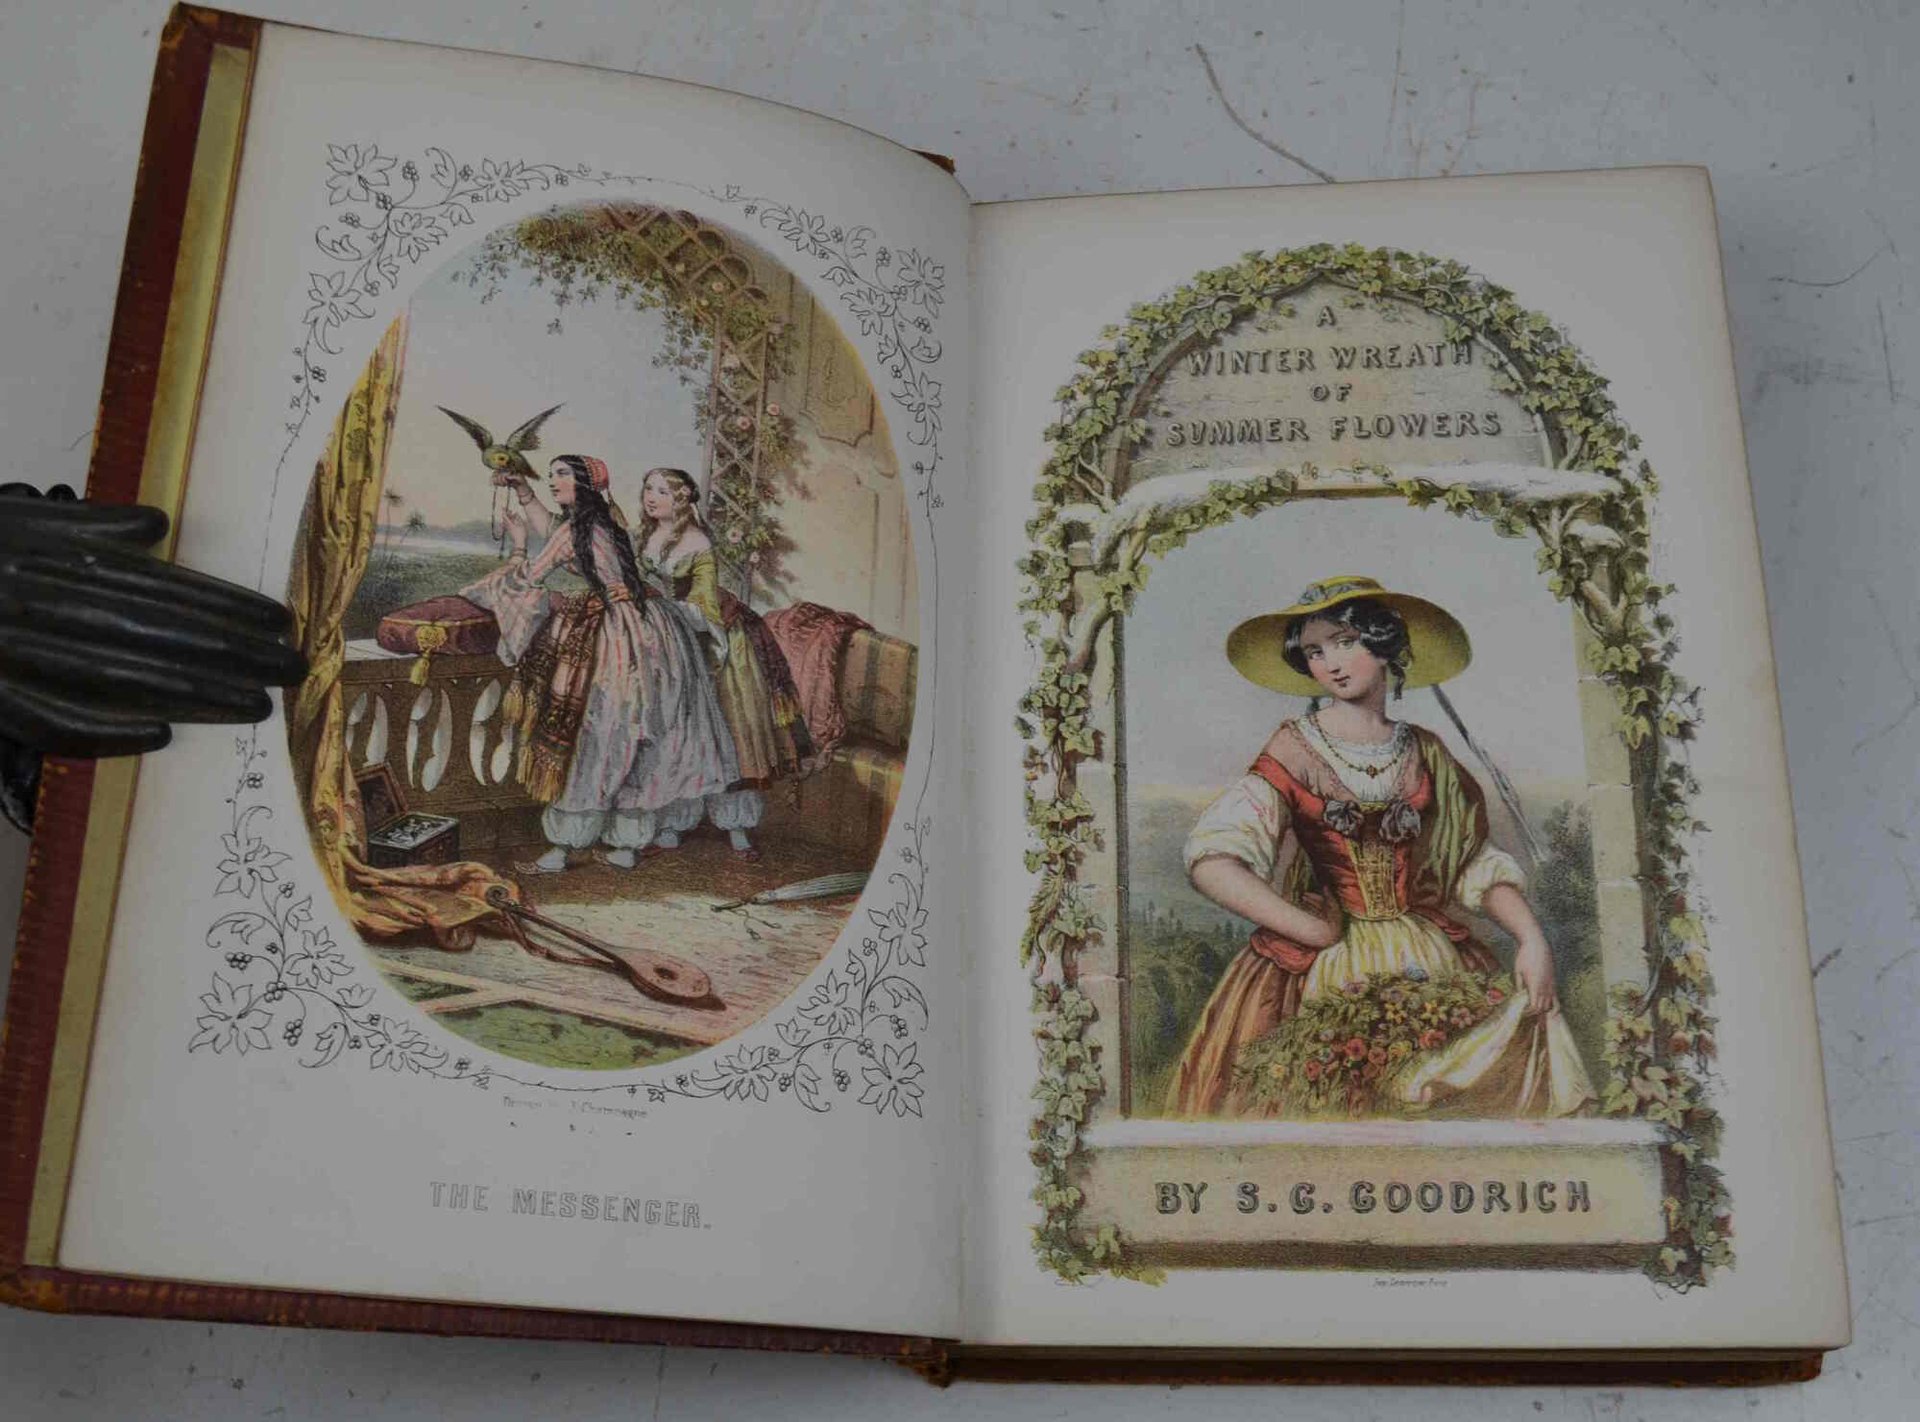 THE MESSENGER.
A
WINTER WREATH
OF
SUMMER FLOWERS
BY S. G. GOODRICH